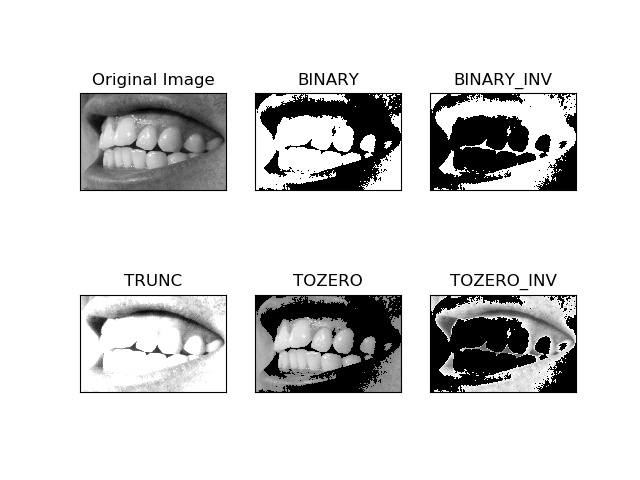 Original Image
BINARY
BINARY_INV
TRUNC
TOZERO
TOZERO_INV